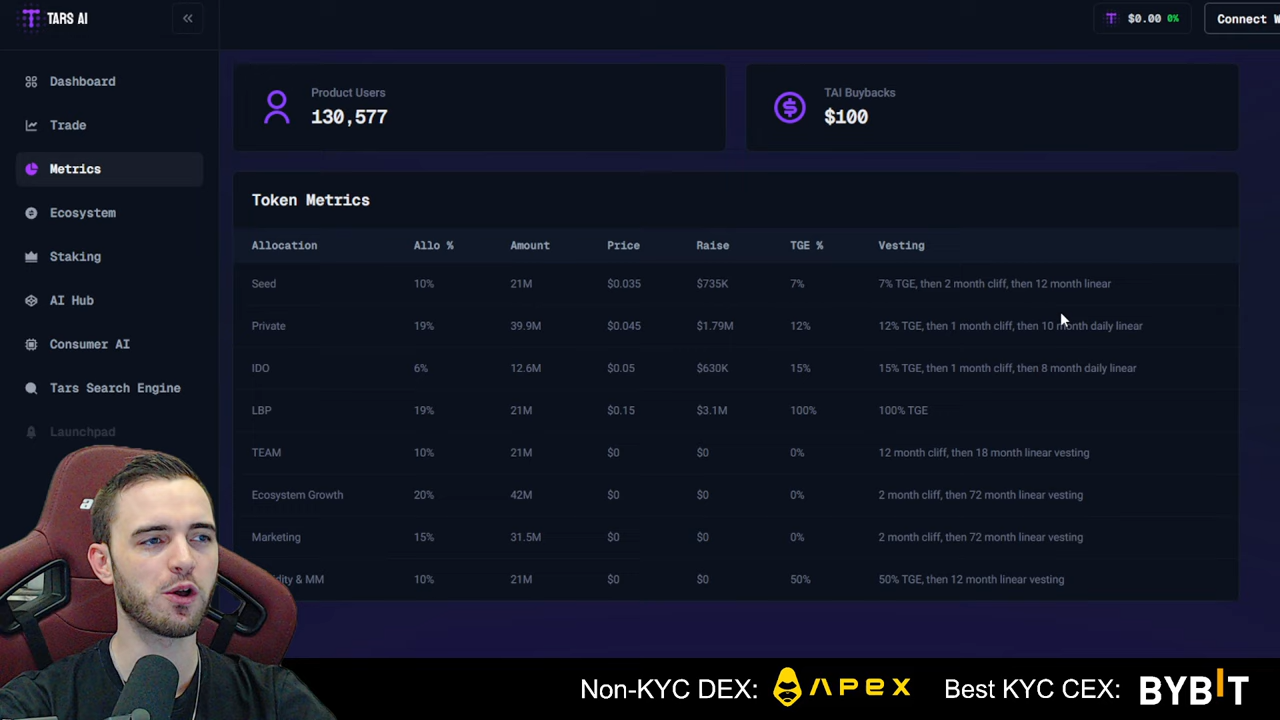 TARS AI
$0.00 0%
Connect W
Dashboard
Trade
Metrics
Ecosystem
Staking
AI Hub
Consumer AI
Tars Search Engine
Launchpad
Product Users
130,577
TAI Buybacks
$100
Token Metrics
Allocation Allo % Amount Price Raise TGE % Vesting
Seed 10% 21M $0.035 $735K 7% 7% TGE, then 2 month cliff, then 12 month linear
Private 19% 39.9M $0.045 $1.79M 12% 12% TGE, then 1 month cliff, then 10 month daily linear
IDO 6% 12.6M $0.05 $630K 15% 15% TGE, then 1 month cliff, then 8 month daily linear
LBP 19% 21M $0.15 $3.1M 100% 100% TGE
TEAM 10% 21M $0 $0 0% 12 month cliff, then 18 month linear vesting
Ecosystem Growth 20% 42M $0 $0 0% 2 month cliff, then 72 month linear vesting
Marketing 15% 31.5M $0 $0 0% 2 month cliff, then 72 month linear vesting
& MM 10% 21M $0 $0 50% 50% TGE, then 12 month linear vesting
Non-KYC DEX: APEX Best KYC CEX: BYBIT